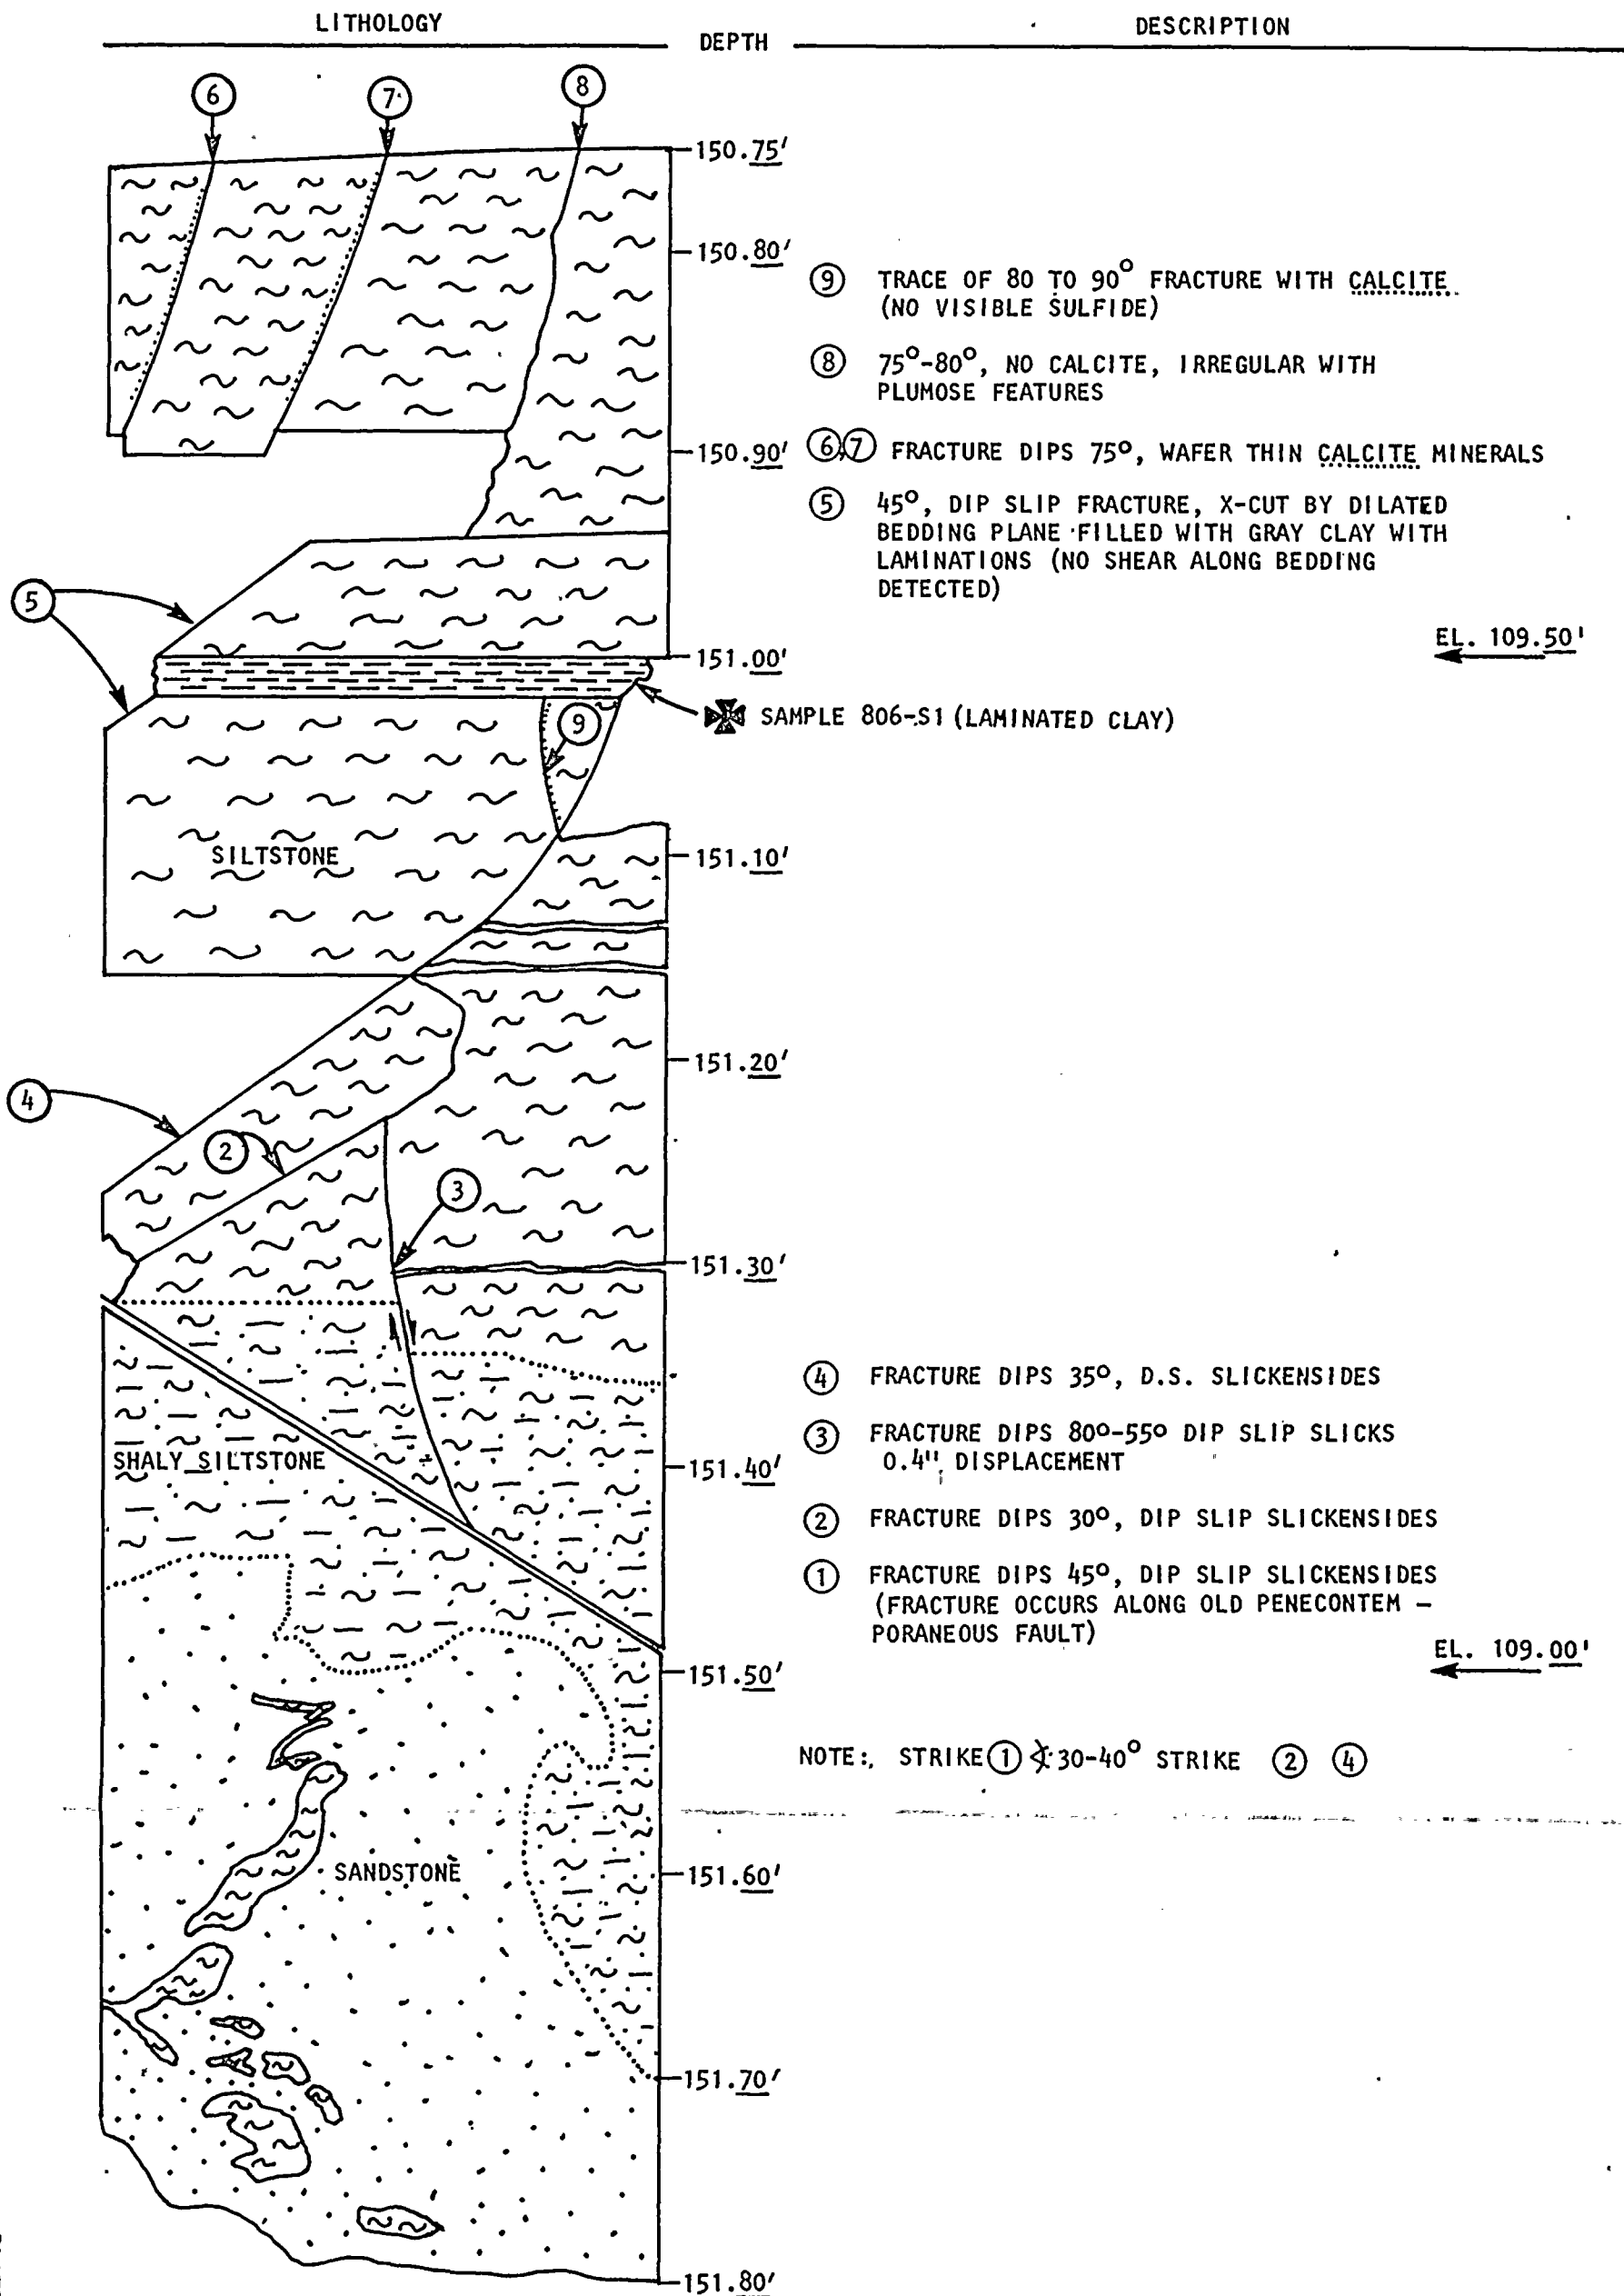 LITHOLOGY
DEPTH
DESCRIPTION
6
7
8
150.75'
150.80'
9 TRACE OF 80 TO 90° FRACTURE WITH CALCITE
(NO VISIBLE SULFIDE)
8 75°-80°, NO CALCITE, IRREGULAR WITH
PLUMOSE FEATURES
150.90'
6,7 FRACTURE DIPS 75°, WAFER THIN CALCITE MINERALS
5 45°, DIP SLIP FRACTURE, X-CUT BY DILATED
BEDDING PLANE FILLED WITH GRAY CLAY WITH
LAMINATIONS (NO SHEAR ALONG BEDDING
DETECTED)
5
EL. 109.50'
151.00'
SAMPLE 806-S1 (LAMINATED CLAY)
9
SILTSTONE
151.10'
151.20'
4
2
3
151.30'
4 FRACTURE DIPS 35°, D.S. SLICKENSIDES
3 FRACTURE DIPS 80°-55° DIP SLIP SLICKS
0.4", DISPLACEMENT
SHALY SILTSTONE
151.40'
2 FRACTURE DIPS 30°, DIP SLIP SLICKENSIDES
1 FRACTURE DIPS 45°, DIP SLIP SLICKENSIDES
(FRACTURE OCCURS ALONG OLD PENECONTEM -
PORANEOUS FAULT)
EL. 109.00'
151.50'
NOTE: STRIKE 1 ∡ 30-40° STRIKE 2 4
SANDSTONE
151.60'
151.70'
151.80'